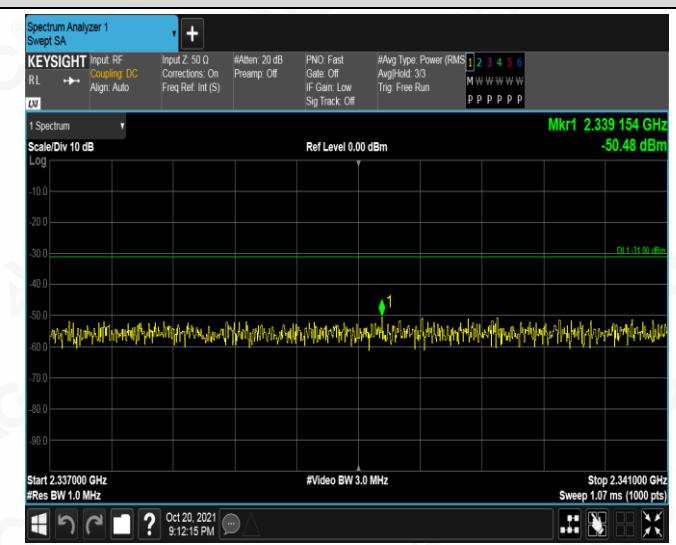 Spectrum Analyzer 1
Swept SA
+
KEYSIGHT
RL
LXI
Input: RF
Coupling: DC
Align: Auto
Input Z: 50 Ω
Corrections: On
Freq Ref: Int (S)
#Atten: 20 dB
Preamp: Off
PNO: Fast
Gate: Off
IF Gain: Low
Sig Track: Off
#Avg Type: Power (RMS
Avg|Hold: 3/3
Trig: Free Run
1 2 3 4 5 6
M W W W W W
P P P P P P
1 Spectrum
Scale/Div 10 dB
Ref Level 0.00 dBm
Mkr1 2.339 154 GHz
-50.48 dBm
Log
-10.0
-20.0
-30.0
DL1 -31.00 dBm
-40.0
1
-50.0
-60.0
-70.0
-80.0
-90.0
Start 2.337000 GHz
#Video BW 3.0 MHz
Stop 2.341000 GHz
#Res BW 1.0 MHz
Sweep 1.07 ms (1000 pts)
?
Oct 20, 2021
9:12:15 PM